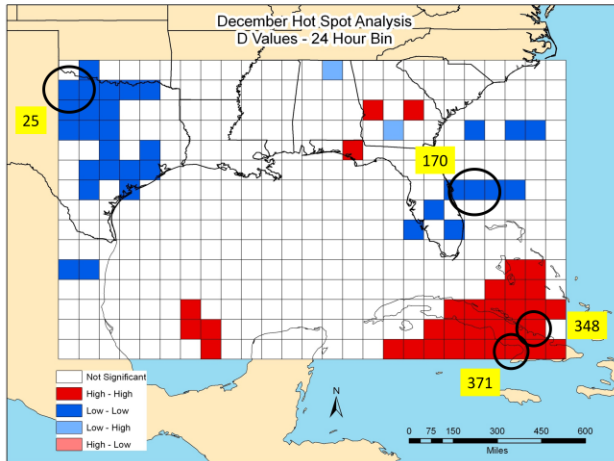 December Hot Spot Analysis
D Values - 24 Hour Bin
25
170
348
371
Not Significant
High - High
Low - Low
Low - High
High - Low
N
0 75 150 300 450 600
Miles